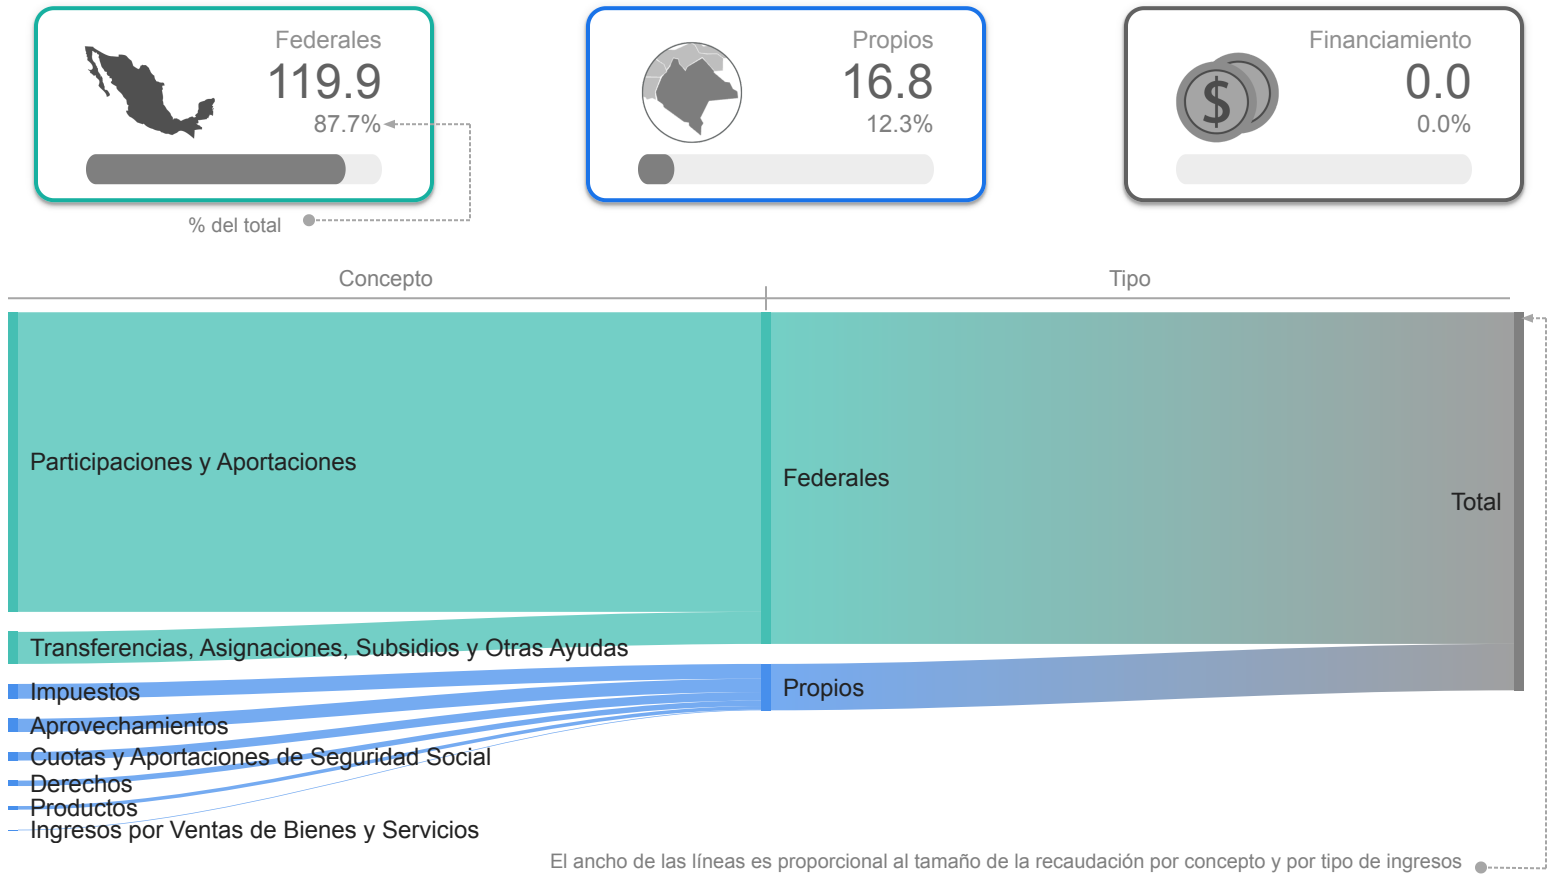 Federales
119.9
87.7%
Propios
16.8
12.3%
$
Financiamiento
0.0
0.0%
% del total
Concepto
Tipo
Participaciones y Aportaciones
Federales
Total
Transferencias, Asignaciones, Subsidios y Otras Ayudas
Impuestos
Propios
Aprovechamientos
Cuotas y Aportaciones de Seguridad Social
Derechos
Productos
Ingresos por Ventas de Bienes y Servicios
El ancho de las líneas es proporcional al tamaño de la recaudación por concepto y por tipo de ingresos